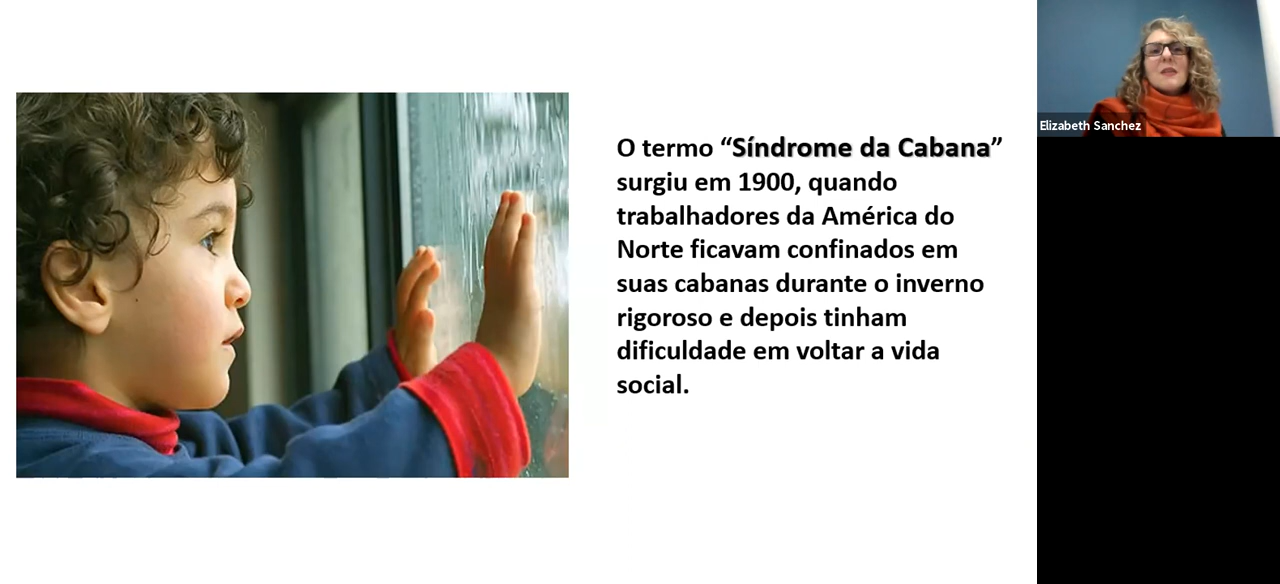 O termo “Síndrome da Cabana”
surgiu em 1900, quando
trabalhadores da América do
Norte ficavam confinados em
suas cabanas durante o inverno
rigoroso e depois tinham
dificuldade em voltar a vida
social.
Elizabeth Sanchez